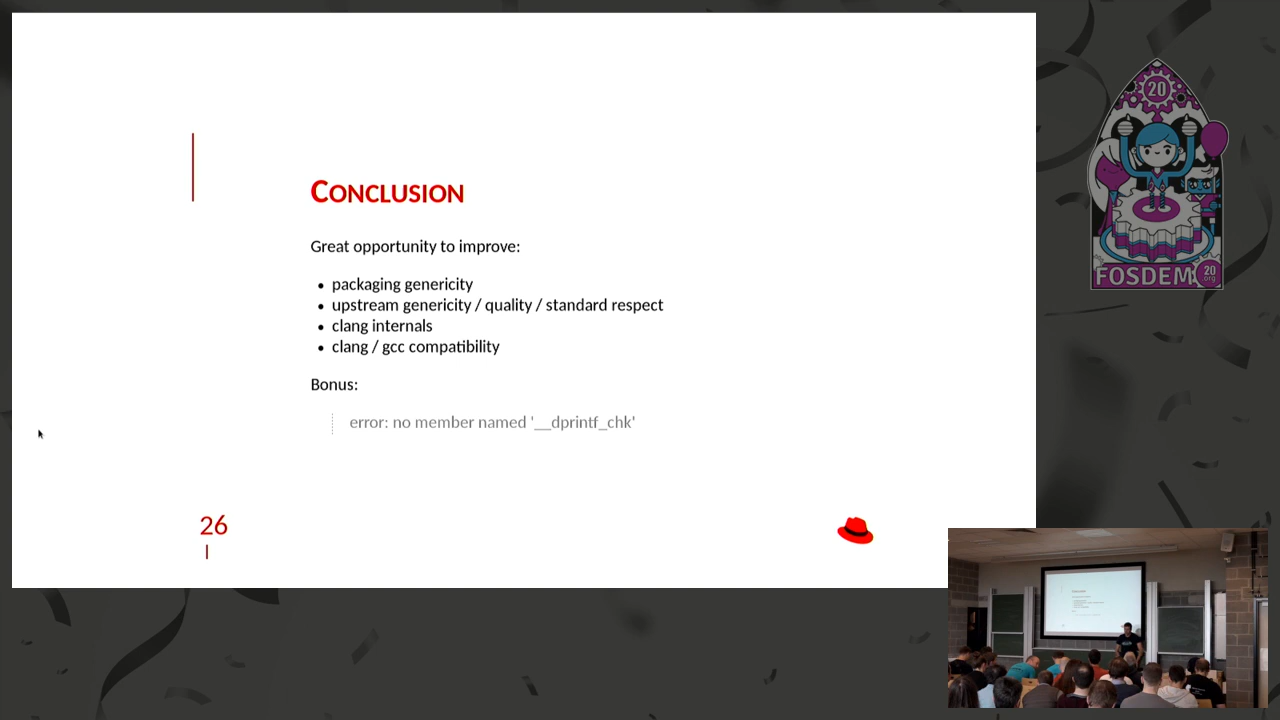 CONCLUSION
Great opportunity to improve:
• packaging genericity
• upstream genericity / quality / standard respect
• clang internals
• clang / gcc compatibility
Bonus:
error: no member named '__dprintf_chk'
26
20
FOSDEM
20
org